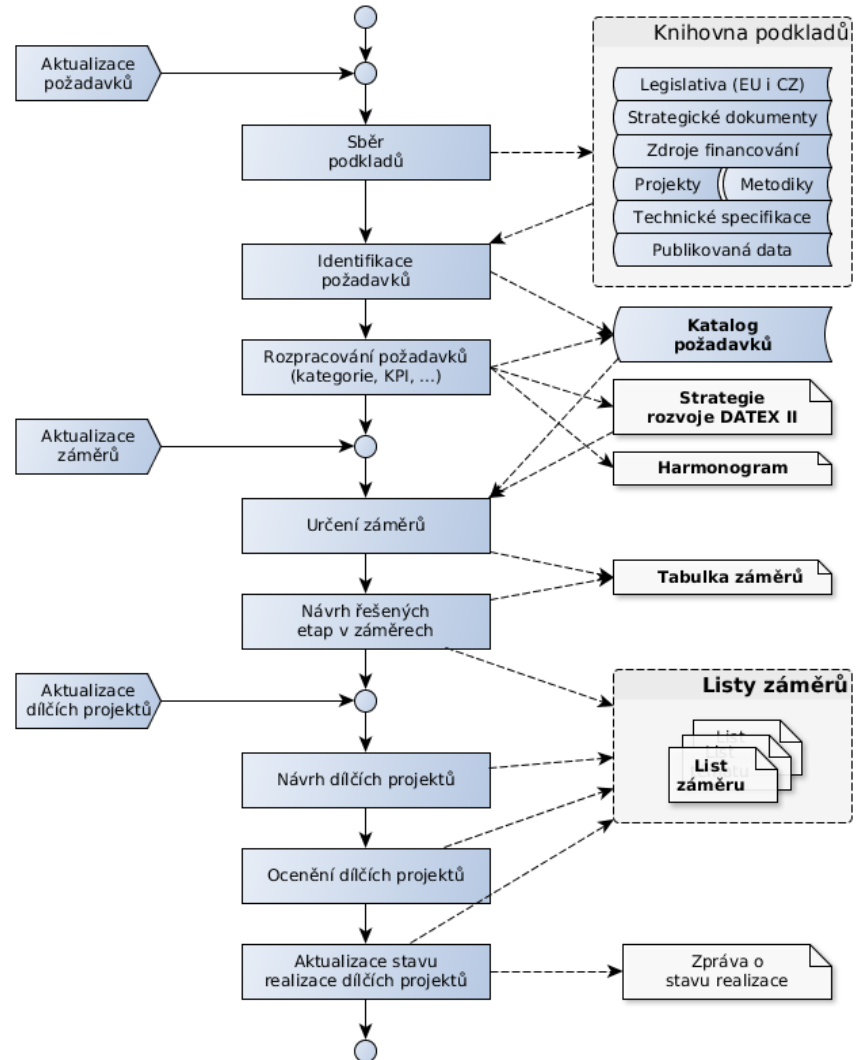 Knihovna podkladů
Aktualizace
požadavků
Legislativa (EU i CZ)
Strategické dokumenty
Sběr
podkladů
Zdroje financování
Projekty
Metodiky
Technické specifikace
Publikovaná data
Identifikace
požadavků
Katalog
požadavků
Rozpracování požadavků
(kategorie, KPI, ...)
Strategie
rozvoje DATEX II
Aktualizace
záměrů
Harmonogram
Určení záměrů
Tabulka záměrů
Návrh řešených
etap v záměrech
Aktualizace
dílčích projektů
Listy záměrů
List
List
List
záměru
Návrh dílčích projektů
Ocenění dílčích projektů
Aktualizace stavu
realizace dílčích projektů
Zpráva o
stavu realizace